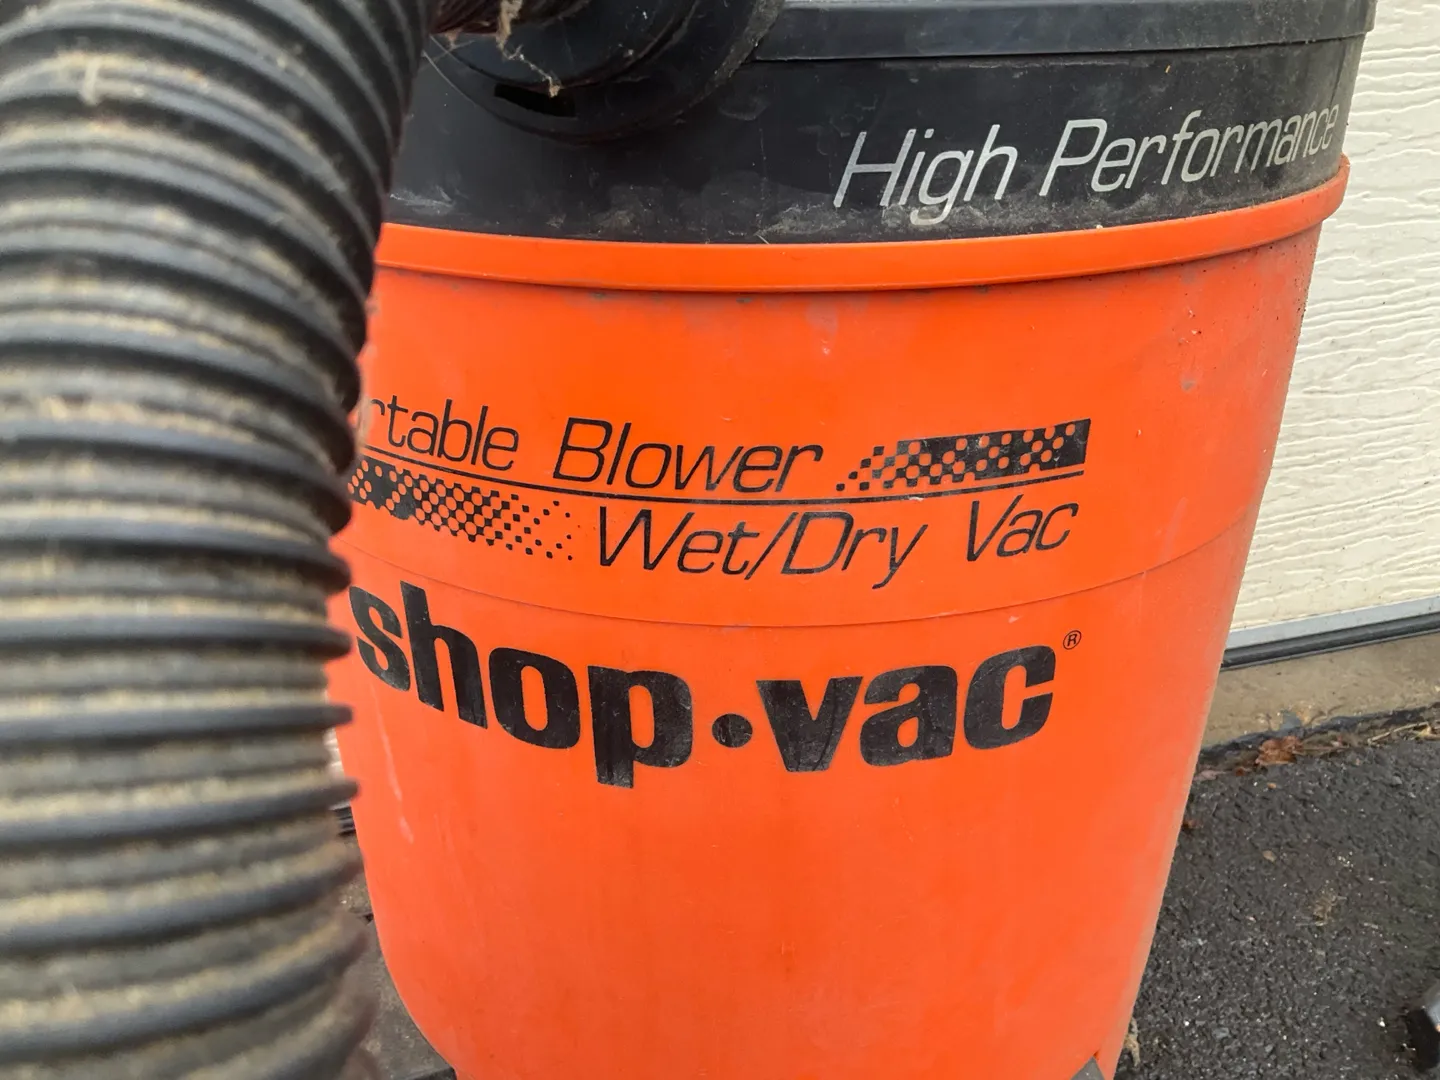 High Performance
rtable Blower
Wet/Dry Vac
shop·vac®